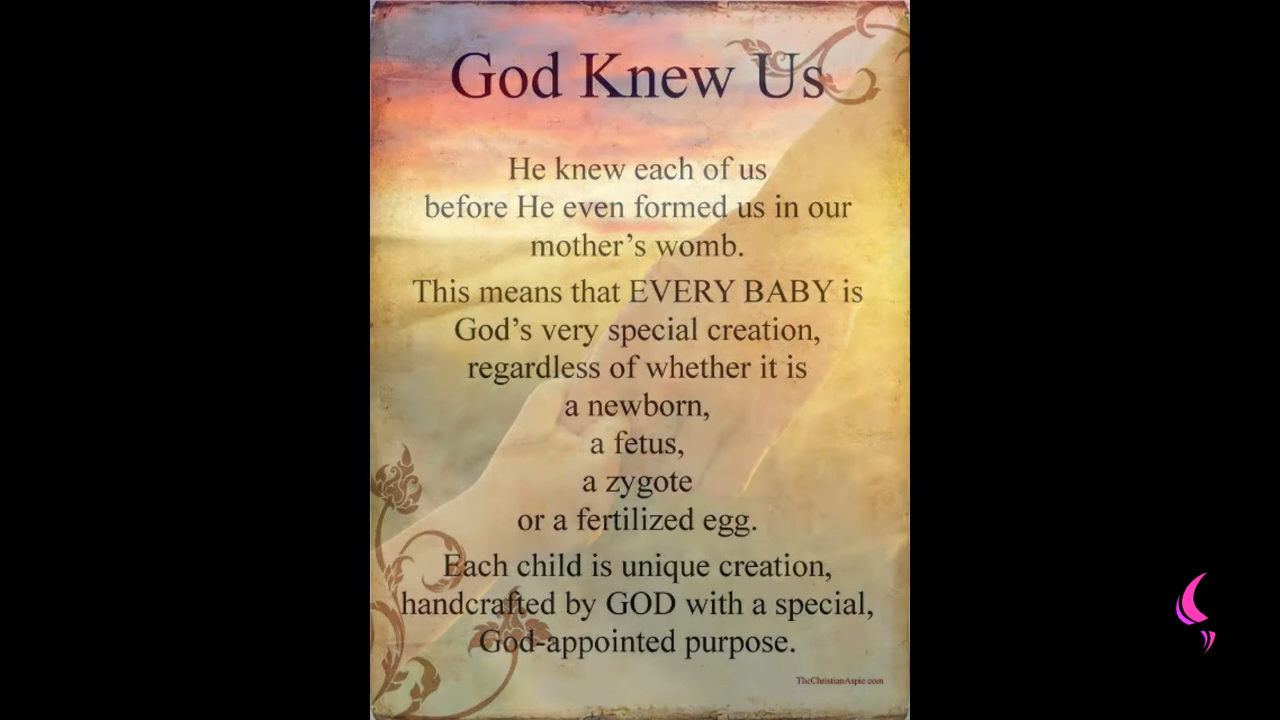 God Knew Us
He knew each of us
before He even formed us in our
mother’s womb.
This means that EVERY BABY is
God’s very special creation,
regardless of whether it is
a newborn,
a fetus,
a zygote
or a fertilized egg.
Each child is unique creation,
handcrafted by GOD with a special,
God-appointed purpose.
TheChristianAspie.com